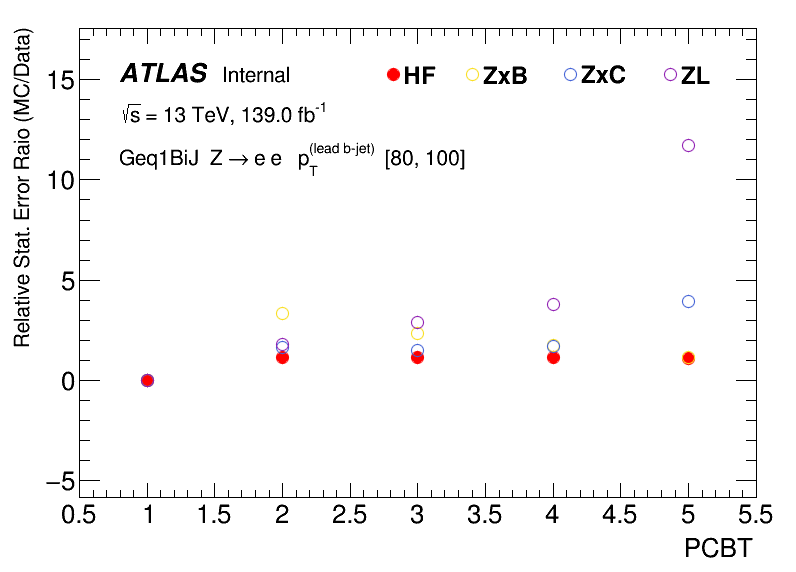 ATLAS Internal
HF ZxB ZxC ZL
√s = 13 TeV, 139.0 fb⁻¹
Geq1BiJ Z → e e p_T^(lead b-jet) [80, 100]
Relative Stat. Error Raio (MC/Data)
15
10
5
0
−5
0.5 1 1.5 2 2.5 3 3.5 4 4.5 5 5.5
PCBT